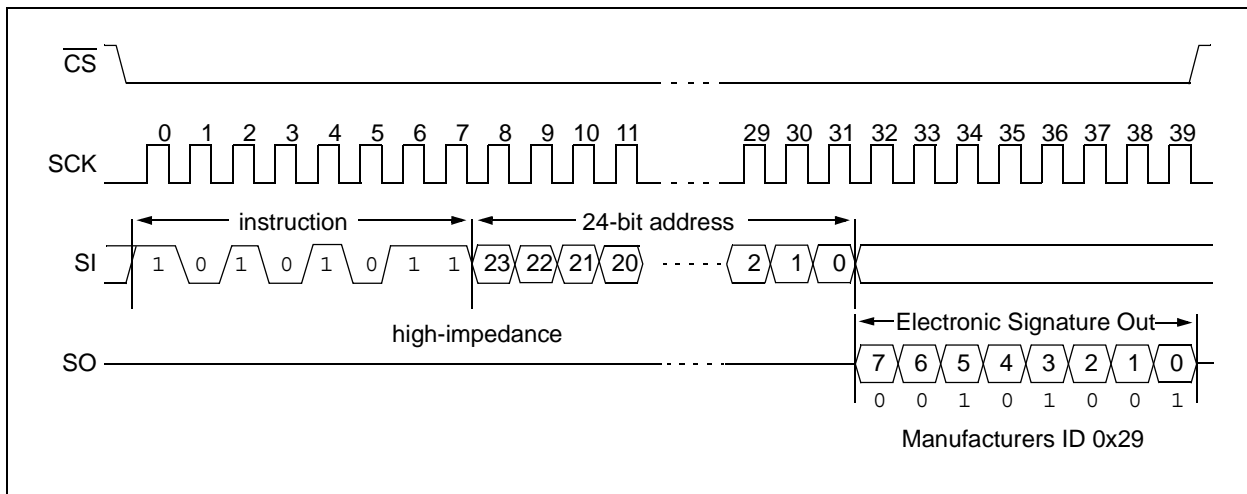 CS
0 1 2 3 4 5 6 7 8 9 10 11 29 30 31 32 33 34 35 36 37 38 39
SCK
instruction 24-bit address
SI 1 0 1 0 1 0 1 1 23 22 21 20 2 1 0
high-impedance Electronic Signature Out
SO 7 6 5 4 3 2 1 0
0 0 1 0 1 0 0 1
Manufacturers ID 0x29